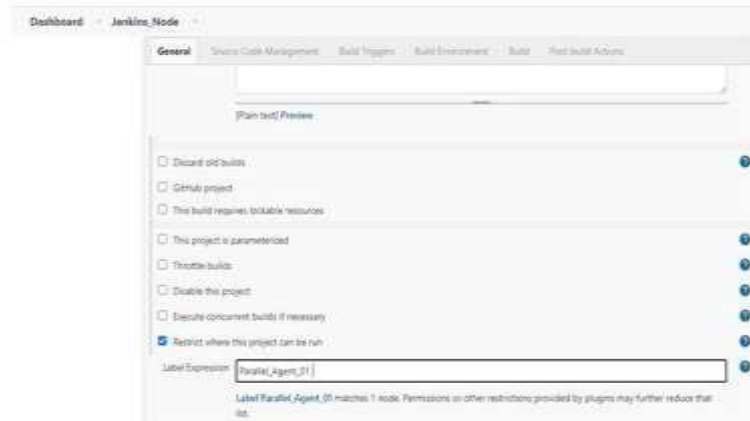 Dashboard Jenkins_Node
General Source Code Management Build Triggers Build Environment Build Post-build Actions
[Plain text] Preview
Discard old builds
GitHub project
This build requires lockable resources
This project is parameterized
Throttle builds
Disable this project
Execute concurrent builds if necessary
Restrict where this project can be run
Label Expression Parallel_Agent_01
Label Parallel_Agent_01 matches 1 node. Permissions or other restrictions provided by plugins may further reduce that
list.